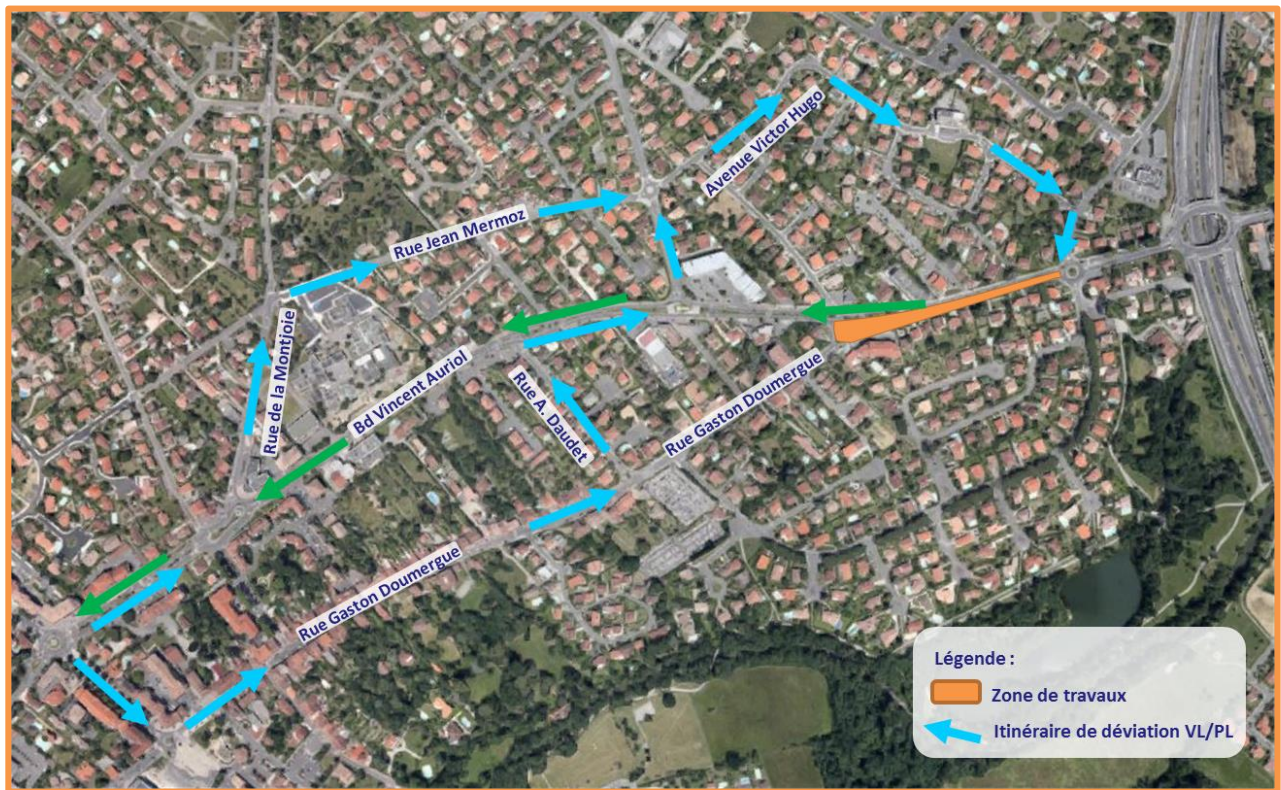 Avenue Victor Hugo
Rue Jean Mermoz
Rue de la Montjoie
Bd Vincent Auriol
Rue A. Daudet
Rue Gaston Doumergue
Rue Gaston Doumergue
Légende :
Zone de travaux
Itinéraire de déviation VL/PL